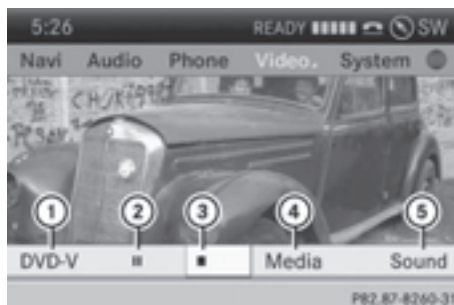 5:26 READY SW
Navi Audio Phone Video System
1 2 3 4 5
DVD-V Media Sound
P82.87-8260-31